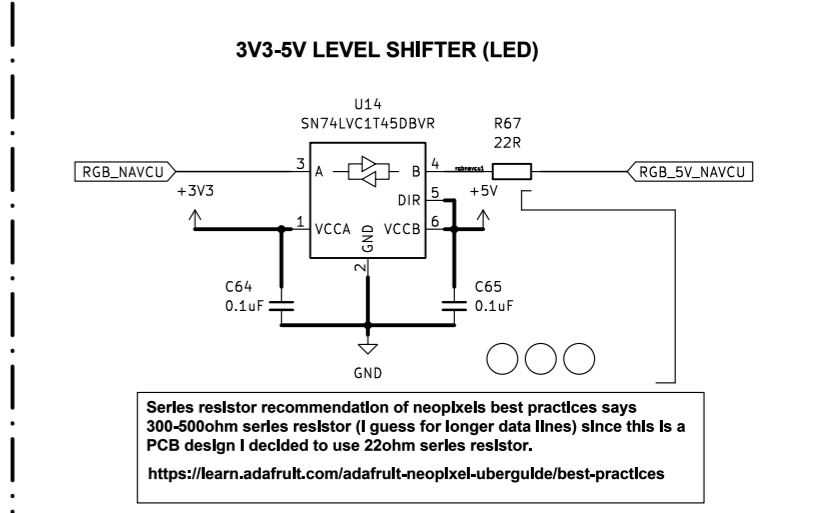 3V3-5V LEVEL SHIFTER (LED)
U14
SN74LVC1T45DBVR
R67
22R
RGB_NAVCU
3
A
B
4
rgbnavcu1
RGB_5V_NAVCU
+3V3
DIR
5
+5V
1
VCCA
GND
VCCB
6
2
C64
0.1uF
C65
0.1uF
GND
Series resistor recommendation of neopixels best practices says
300-500ohm series resistor (I guess for longer data lines) since this is a
PCB design I decided to use 22ohm series resistor.
https://learn.adafruit.com/adafruit-neopixel-uberguide/best-practices